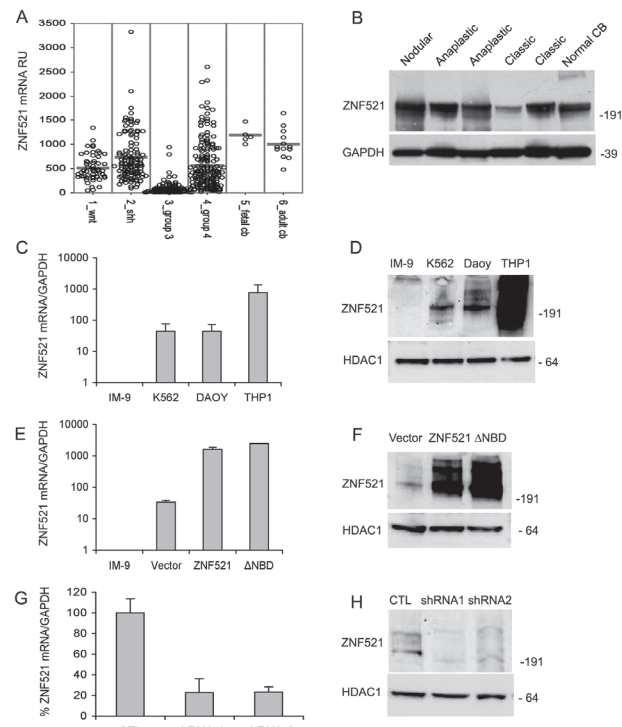 A
ZNF521 mRNA RU
3500
3000
2500
2000
1500
1000
500
0
1_wnt
2_shh
3_group 3
4_group 4
5_fetal cb
6_adult cb
B
Nodular
Anaplastic
Anaplastic
Classic
Classic
Normal CB
ZNF521
-191
GAPDH
-39
C
ZNF521 mRNA/GAPDH
10000
1000
100
10
1
IM-9 K562 DAOY THP1
D
IM-9 K562 Daoy THP1
ZNF521
-191
HDAC1
- 64
E
ZNF521 mRNA/GAPDH
10000
1000
100
10
1
IM-9 Vector ZNF521 ΔNBD
F
Vector ZNF521 ΔNBD
ZNF521
-191
HDAC1
- 64
G
% ZNF521 mRNA/GAPDH
120
100
80
60
40
20
0
H
CTL shRNA1 shRNA2
ZNF521
-191
HDAC1
- 64